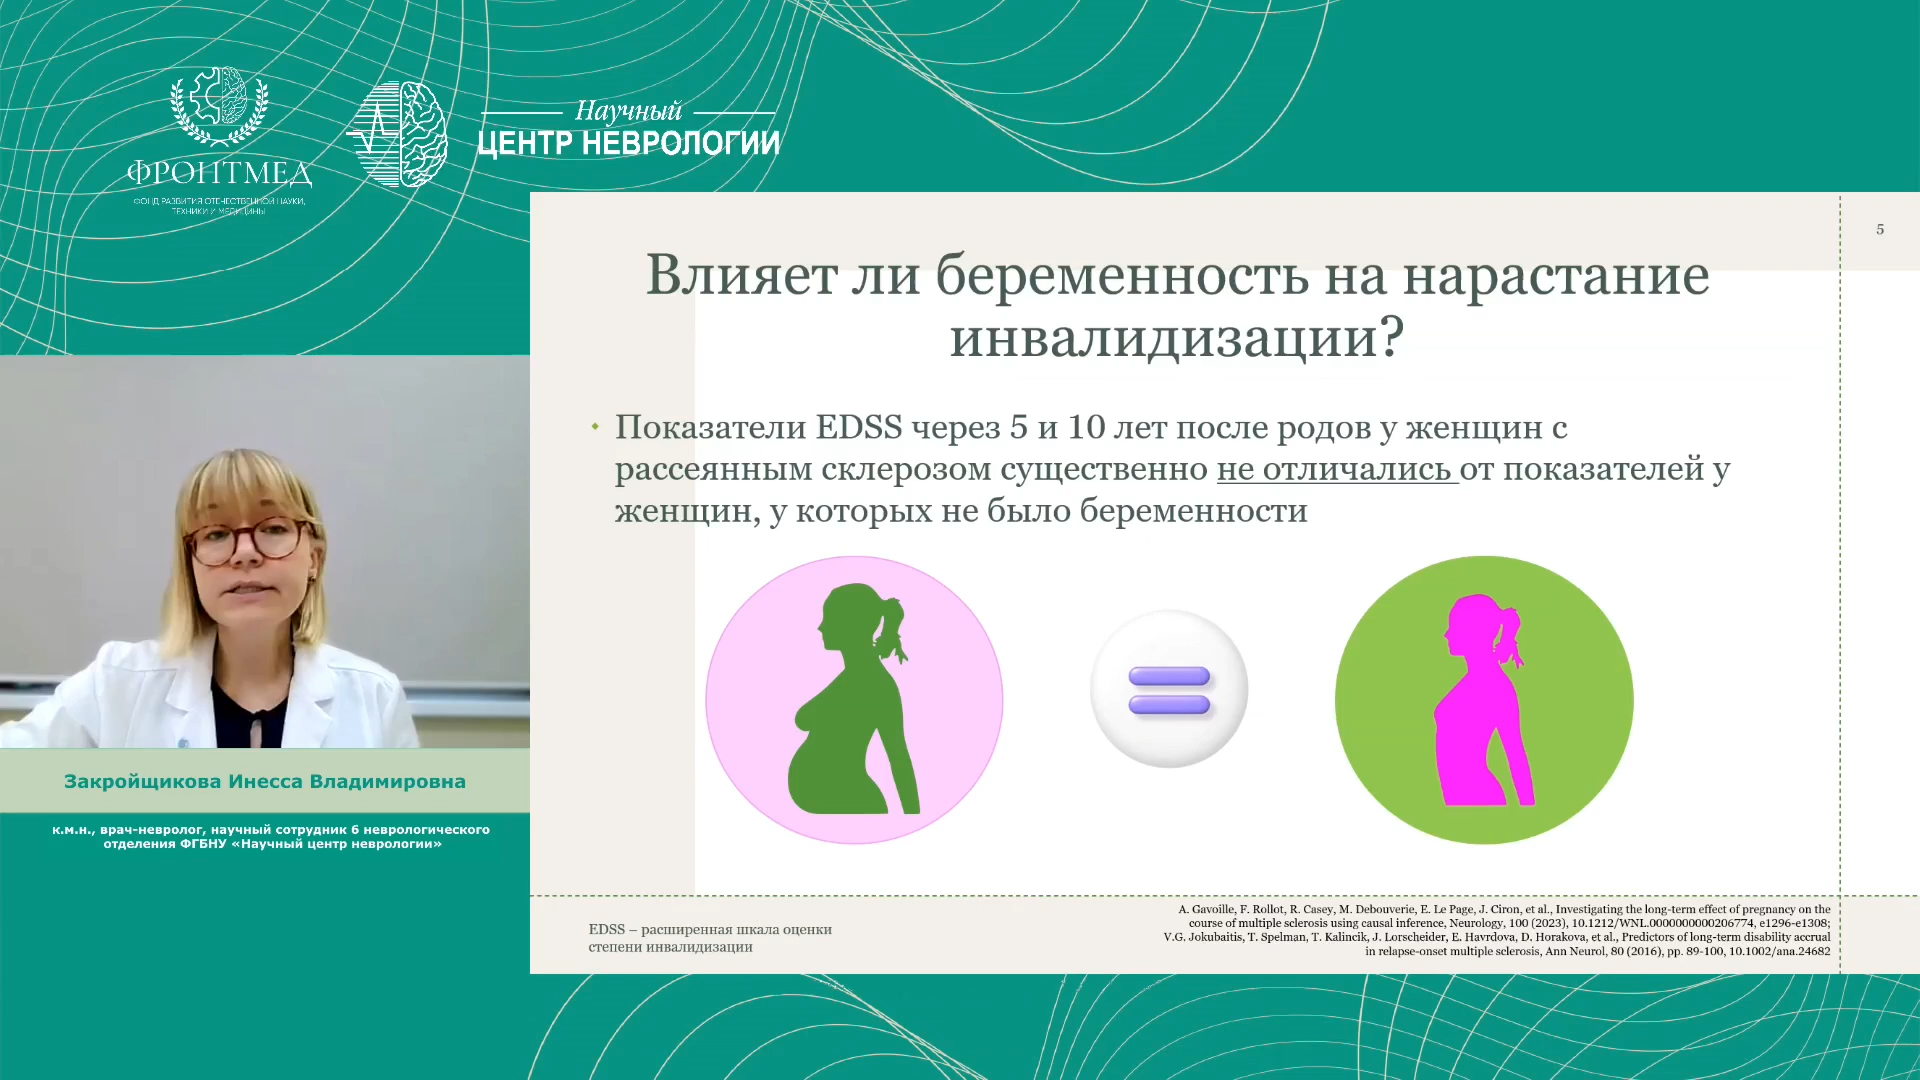 ФРОНТМЕД
ФОНД РАЗВИТИЯ ОТЕЧЕСТВЕННОЙ НАУКИ,
ТЕХНИКИ И МЕДИЦИНЫ
Научный
ЦЕНТР НЕВРОЛОГИИ
5
Влияет ли беременность на нарастание
инвалидизации?
Показатели EDSS через 5 и 10 лет после родов у женщин с
рассеянным склерозом существенно не отличались от показателей у
женщин, у которых не было беременности
Закройщикова Инесса Владимировна
к.м.н., врач-невролог, научный сотрудник 6 неврологического
отделения ФГБНУ «Научный центр неврологии»
EDSS – расширенная шкала оценки
степени инвалидизации
A. Gavoille, F. Rollot, R. Casey, M. Debouverie, E. Le Page, J. Ciron, et al., Investigating the long-term effect of pregnancy on the
course of multiple sclerosis using causal inference, Neurology, 100 (2023), 10.1212/WNL.0000000000206774, e1296-e1308;
V.G. Jokubaitis, T. Spelman, T. Kalincik, J. Lorscheider, E. Havrdova, D. Horakova, et al., Predictors of long-term disability accrual
in relapse-onset multiple sclerosis, Ann Neurol, 80 (2016), pp. 89-100, 10.1002/ana.24682